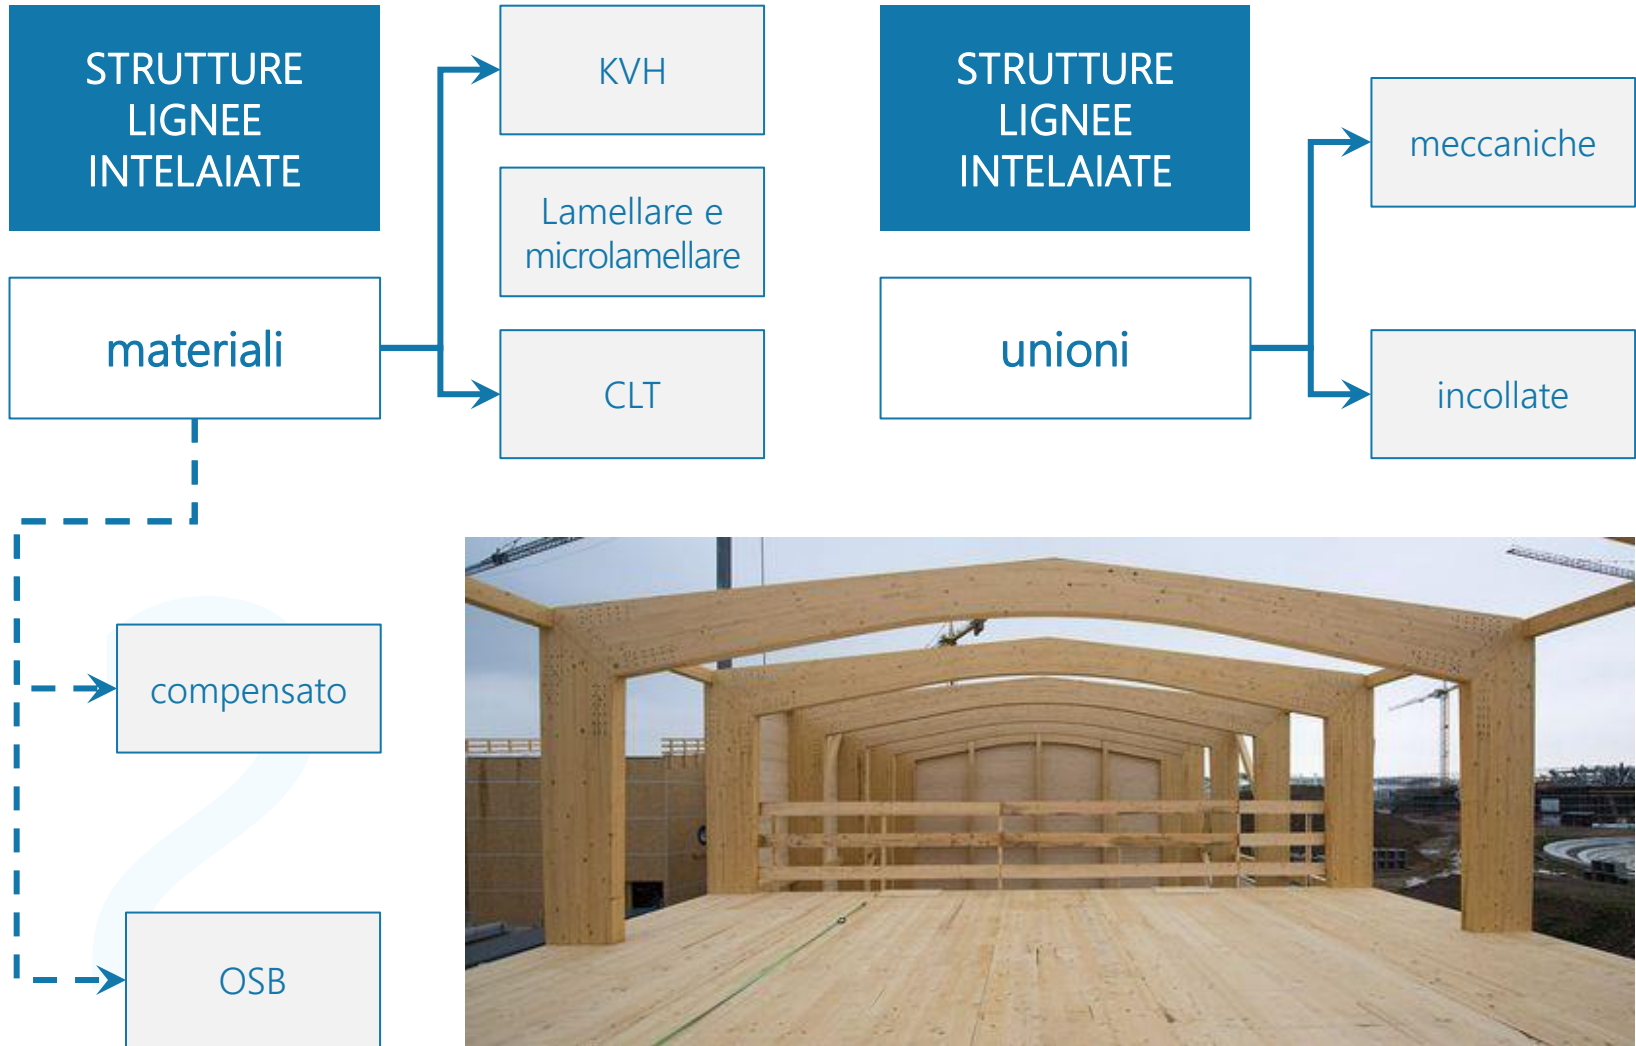 STRUTTURE
LIGNEE
INTELAIATE
materiali
KVH
Lamellare e
microlamellare
CLT
compensato
OSB
STRUTTURE
LIGNEE
INTELAIATE
unioni
meccaniche
incollate